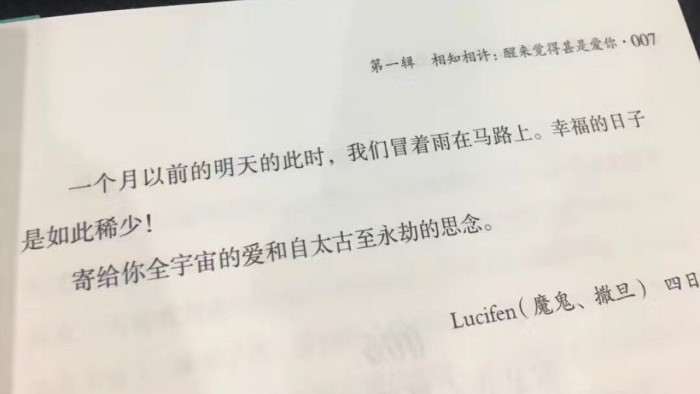 第一辑 相知相许：醒来觉得甚是爱你·007
一个月以前的明天的此时，我们冒着雨在马路上。幸福的日子
是如此稀少！
寄给你全宇宙的爱和自太古至永劫的思念。
Lucifen（魔鬼、撒旦） 四日